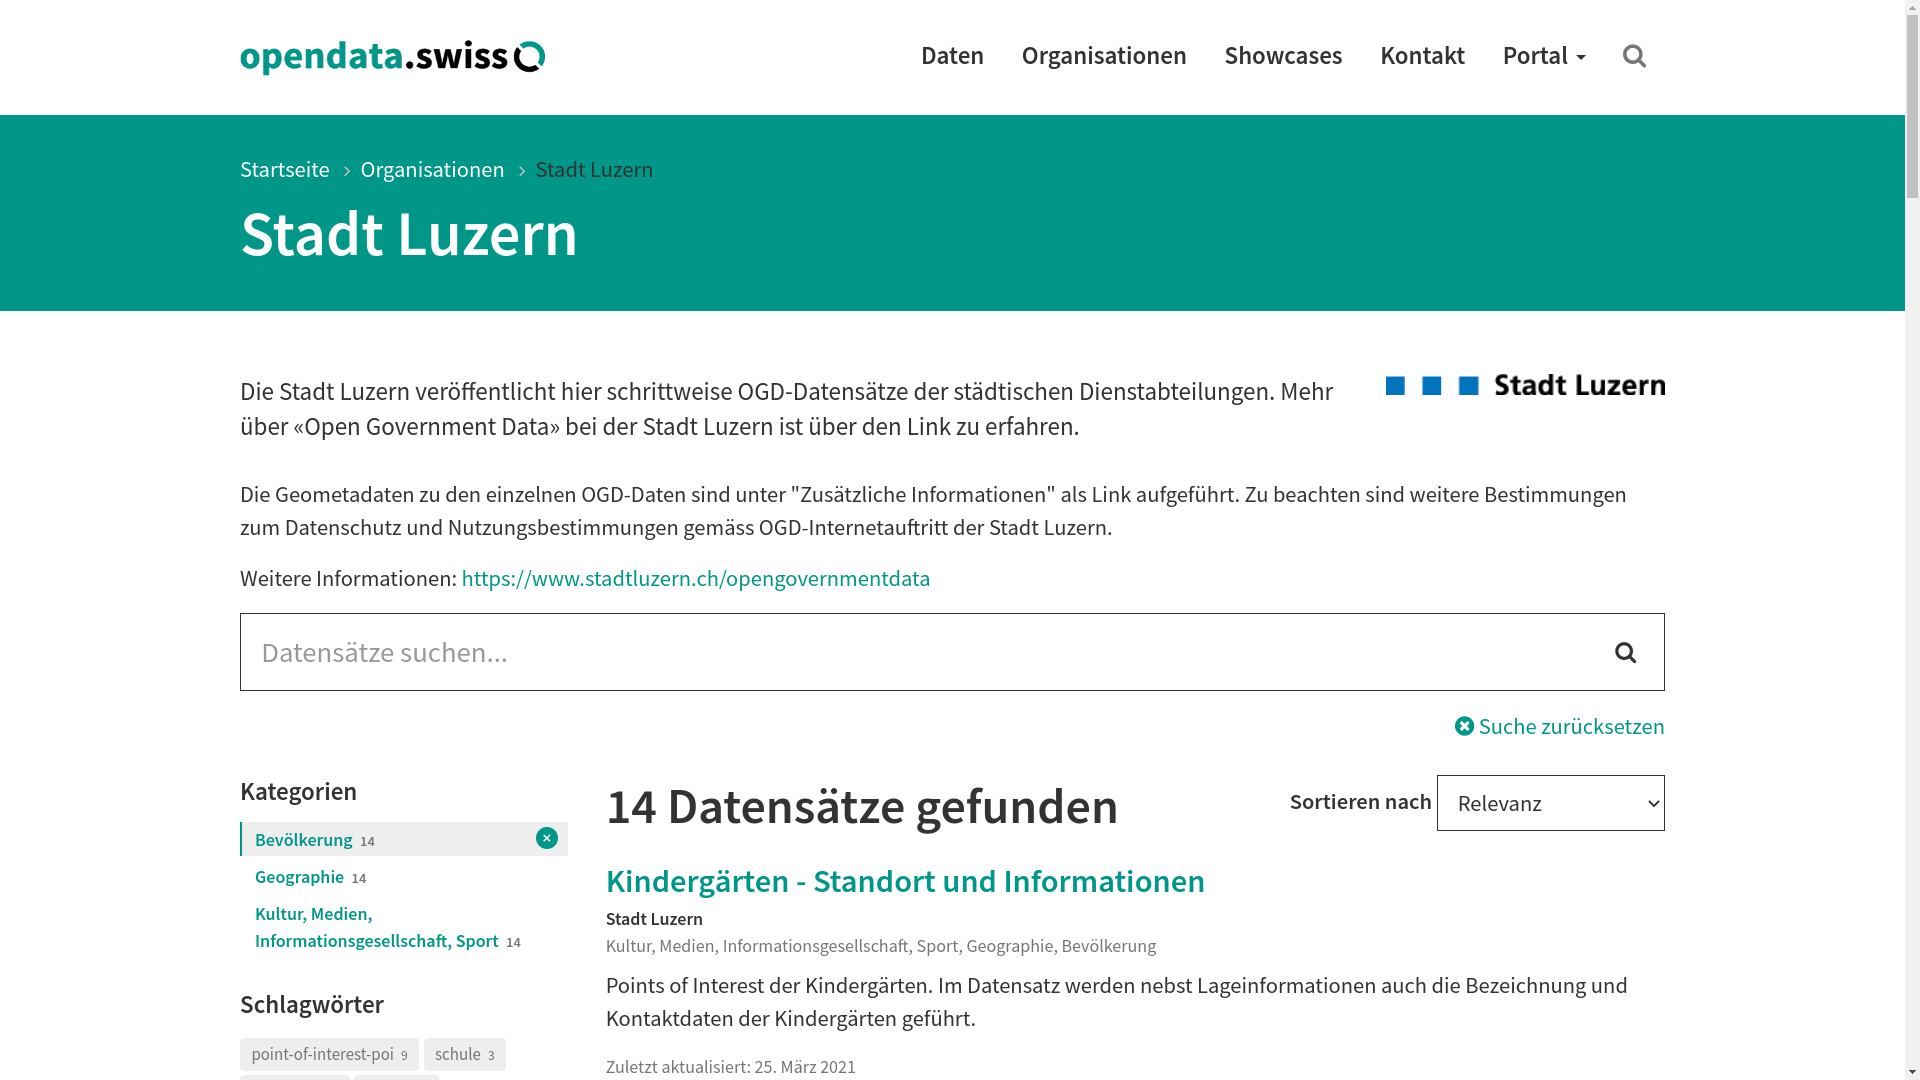 opendata.swiss
Daten Organisationen Showcases Kontakt Portal
Startseite Organisationen Stadt Luzern
Stadt Luzern
Die Stadt Luzern veröffentlicht hier schrittweise OGD-Datensätze der städtischen Dienstabteilungen. Mehr
über «Open Government Data» bei der Stadt Luzern ist über den Link zu erfahren.
Stadt Luzern
Die Geometadaten zu den einzelnen OGD-Daten sind unter "Zusätzliche Informationen" als Link aufgeführt. Zu beachten sind weitere Bestimmungen
zum Datenschutz und Nutzungsbestimmungen gemäss OGD-Internetauftritt der Stadt Luzern.
Weitere Informationen: https://www.stadtluzern.ch/opengovernmentdata
Datensätze suchen...
Suche zurücksetzen
Kategorien
Bevölkerung 14
Geographie 14
Kultur, Medien,
Informationsgesellschaft, Sport 14
Schlagwörter
point-of-interest-poi 9 schule 3
14 Datensätze gefunden
Sortieren nach Relevanz
Kindergärten - Standort und Informationen
Stadt Luzern
Kultur, Medien, Informationsgesellschaft, Sport, Geographie, Bevölkerung
Points of Interest der Kindergärten. Im Datensatz werden nebst Lageinformationen auch die Bezeichnung und
Kontaktdaten der Kindergärten geführt.
Zuletzt aktualisiert: 25. März 2021